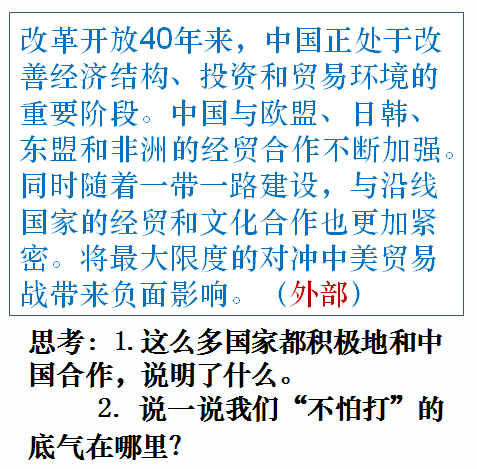 改革开放40年来，中国正处于改
善经济结构、投资和贸易环境的
重要阶段。中国与欧盟、日韩、
东盟和非洲的经贸合作不断加强。
同时随着一带一路建设，与沿线
国家的经贸和文化合作也更加紧
密。将最大限度的对冲中美贸易
战带来负面影响。（外部）
思考：1.这么多国家都积极地和中
国合作，说明了什么。
2. 说一说我们“不怕打”的
底气在哪里？